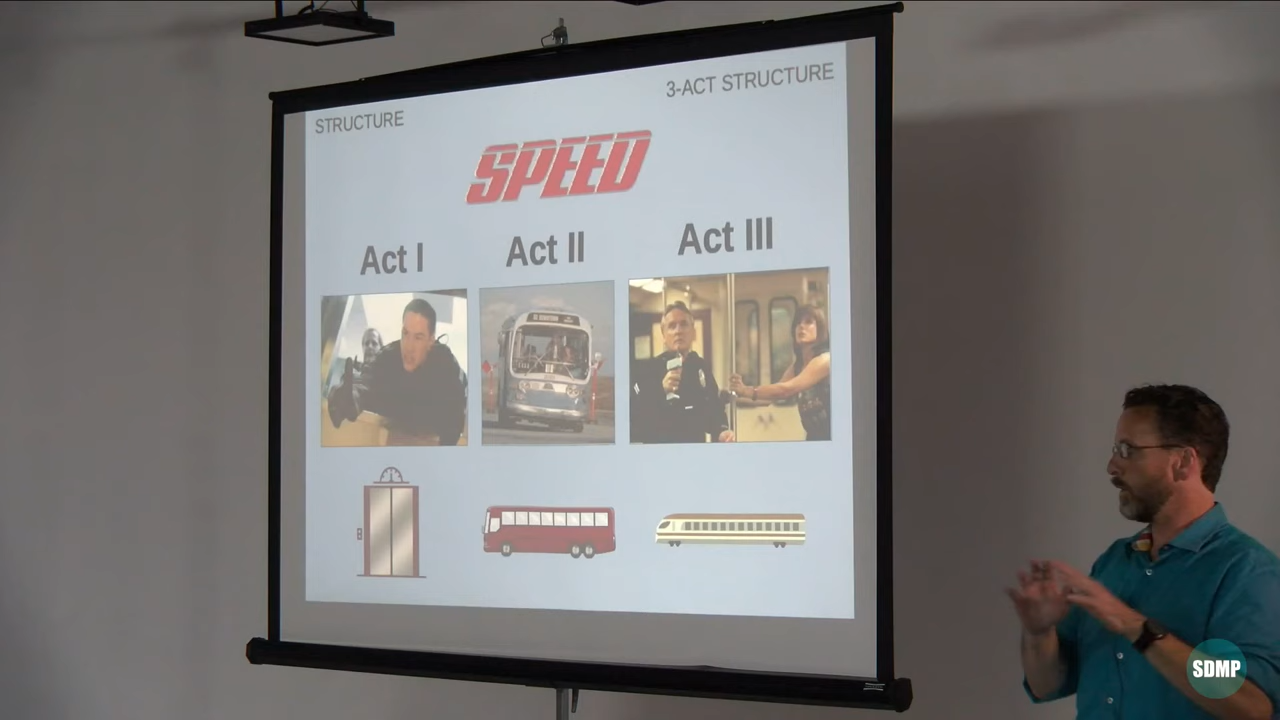 STRUCTURE
3-ACT STRUCTURE
SPEED
Act I
Act II
Act III
SDMP